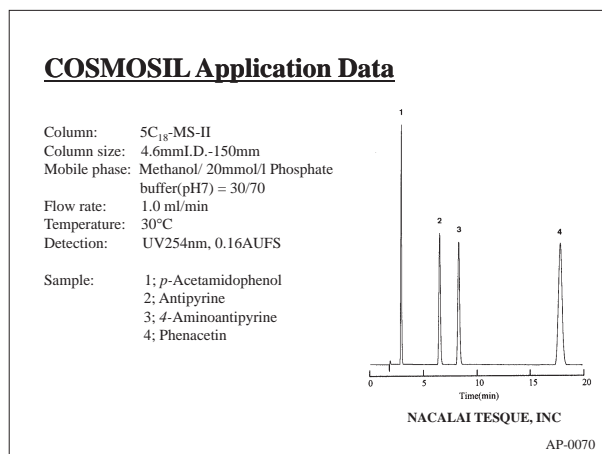 COSMOSIL Application Data
Column: 5C18-MS-II
Column size: 4.6mmI.D.-150mm
Mobile phase: Methanol/ 20mmol/l Phosphate
buffer(pH7) = 30/70
Flow rate: 1.0 ml/min
Temperature: 30°C
Detection: UV254nm, 0.16AUFS
Sample: 1; p-Acetamidophenol
2; Antipyrine
3; 4-Aminoantipyrine
4; Phenacetin
1
2 3 4
0 5 10 15 20
Time(min)
NACALAI TESQUE, INC
AP-0070